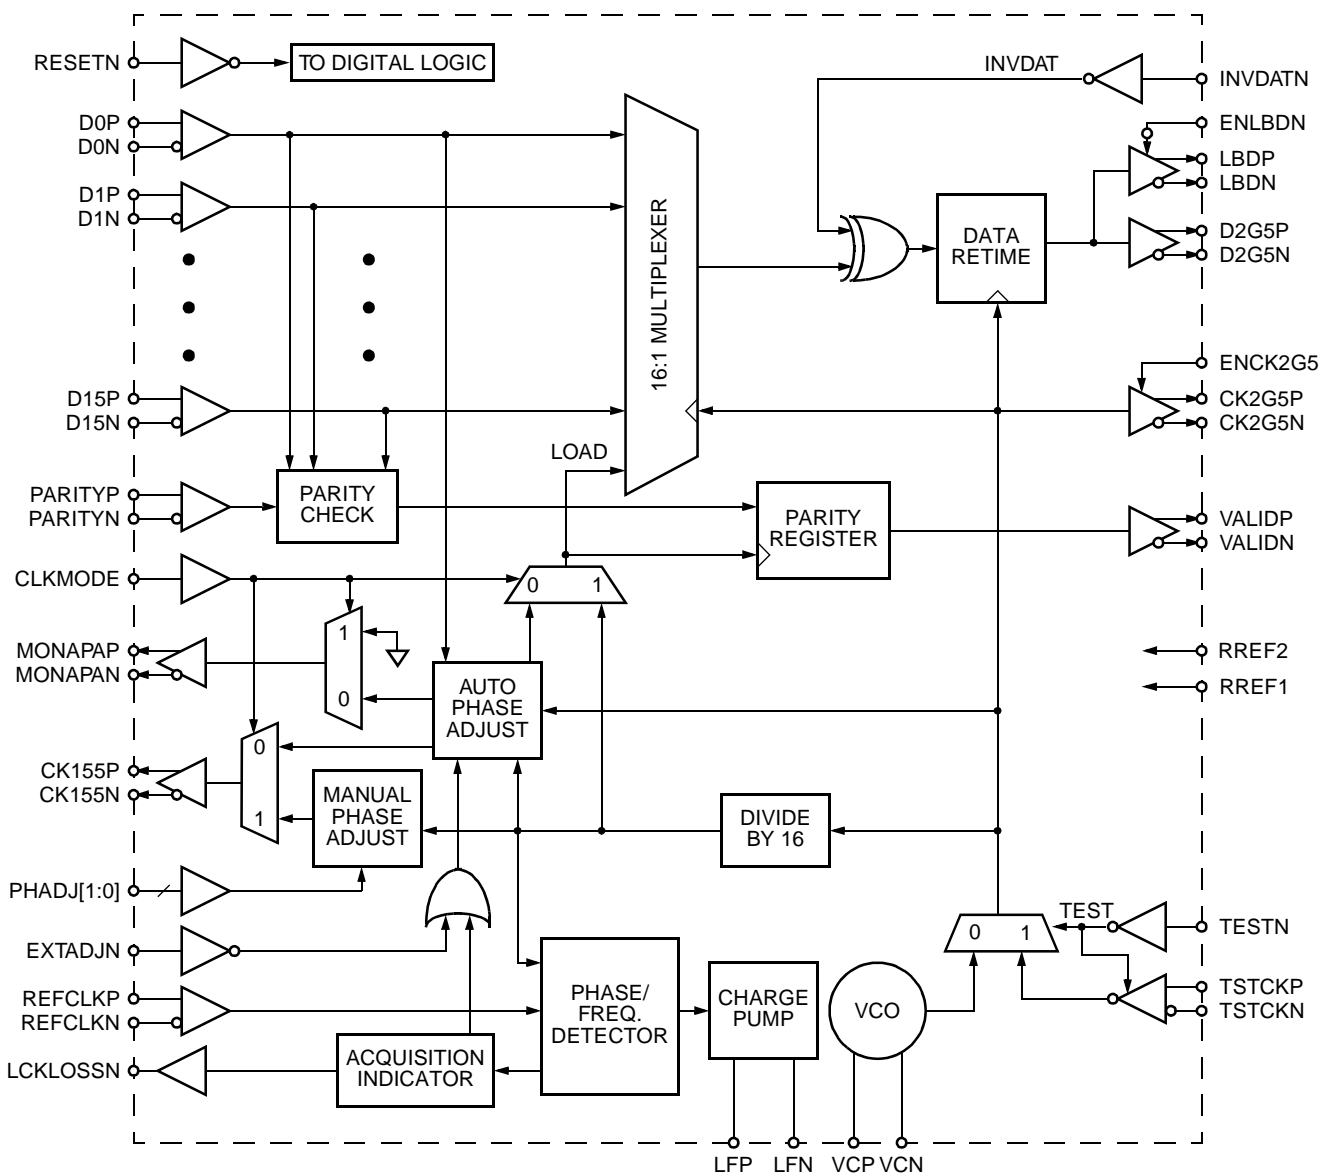 RESETN
TO DIGITAL LOGIC
INVDAT
INVDATN
D0P
D0N
ENLBDN
LBDP
LBDN
D1P
D1N
16:1 MULTIPLEXER
DATA
RETIME
D2G5P
D2G5N
D15P
D15N
ENCK2G5
CK2G5P
CK2G5N
LOAD
PARITYP
PARITYN
PARITY
CHECK
PARITY
REGISTER
VALIDP
VALIDN
CLKMODE
0 1
MONAPAP
MONAPAN
1
0
AUTO
PHASE
ADJUST
RREF2
RREF1
CK155P
CK155N
0
1
MANUAL
PHASE
ADJUST
DIVIDE
BY 16
PHADJ[1:0]
EXTADJN
0 1
TEST
TESTN
REFCLKP
REFCLKN
PHASE/
FREQ.
DETECTOR
CHARGE
PUMP
VCO
TSTCKP
TSTCKN
LCKLOSSN
ACQUISITION
INDICATOR
LFP
LFN
VCP
VCN